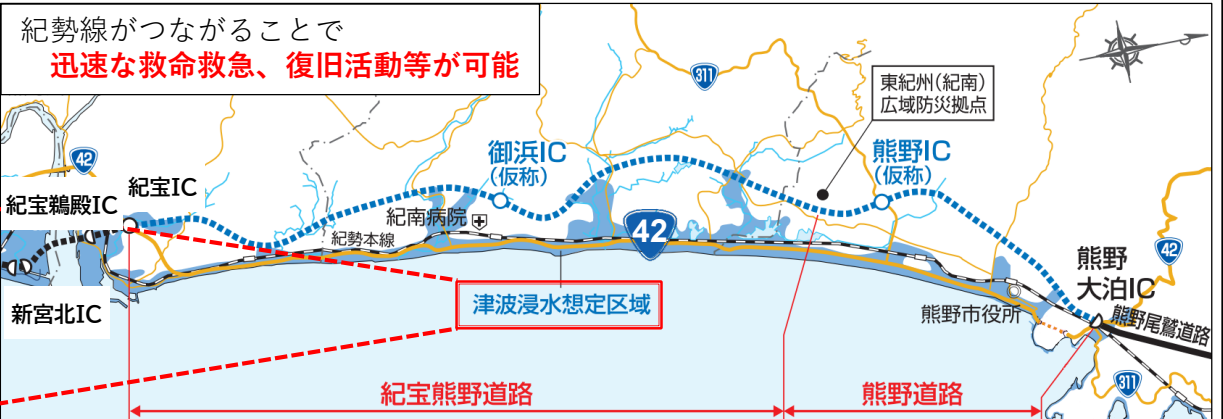 紀勢線がつながることで
迅速な救命救急、復旧活動等が可能
311
東紀州(紀南)
広域防災拠点
42
御浜IC
(仮称)
熊野IC
(仮称)
紀宝IC
紀宝鵜殿IC
紀南病院
紀勢本線
42
42
熊野
大泊IC
新宮北IC
津波浸水想定区域
熊野市役所
熊野尾鷲道路
311
紀宝熊野道路
熊野道路